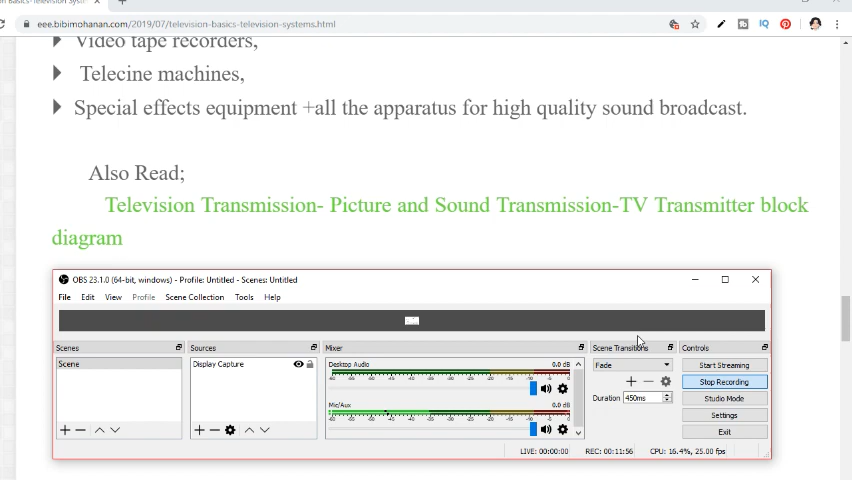 eee.bibimohanan.com/2019/07/television-basics-television-systems.html
Video tape recorders,
Telecine machines,
Special effects equipment +all the apparatus for high quality sound broadcast.
Also Read;
Television Transmission- Picture and Sound Transmission-TV Transmitter block
diagram
OBS 23.1.0 (64-bit, windows) - Profile: Untitled - Scenes: Untitled
File Edit View Profile Scene Collection Tools Help
Scenes Sources Mixer Scene Transitions Controls
Scene
Display Capture
Desktop Audio 0.0 dB
Mic/Aux 0.0 dB
Fade
Duration 450ms
Start Streaming
Stop Recording
Studio Mode
Settings
Exit
LIVE: 00:00:00 REC: 00:11:56 CPU: 16.4%, 25.00 fps